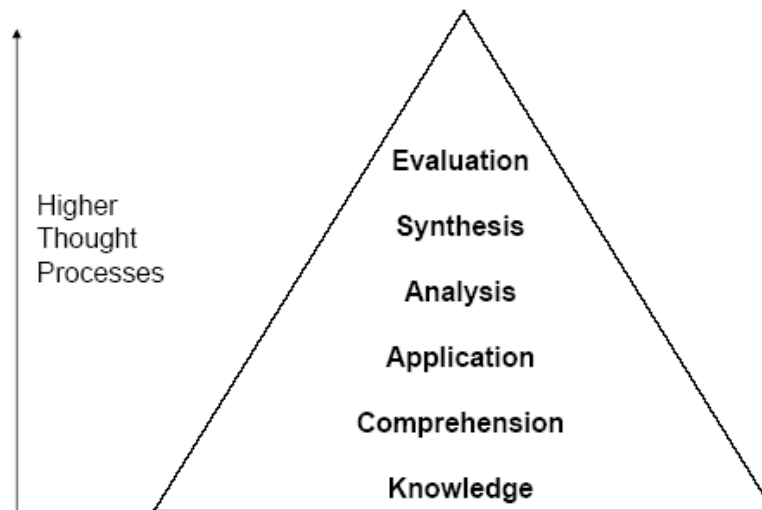 Evaluation
Synthesis
Higher
Thought
Processes
Analysis
Application
Comprehension
Knowledge